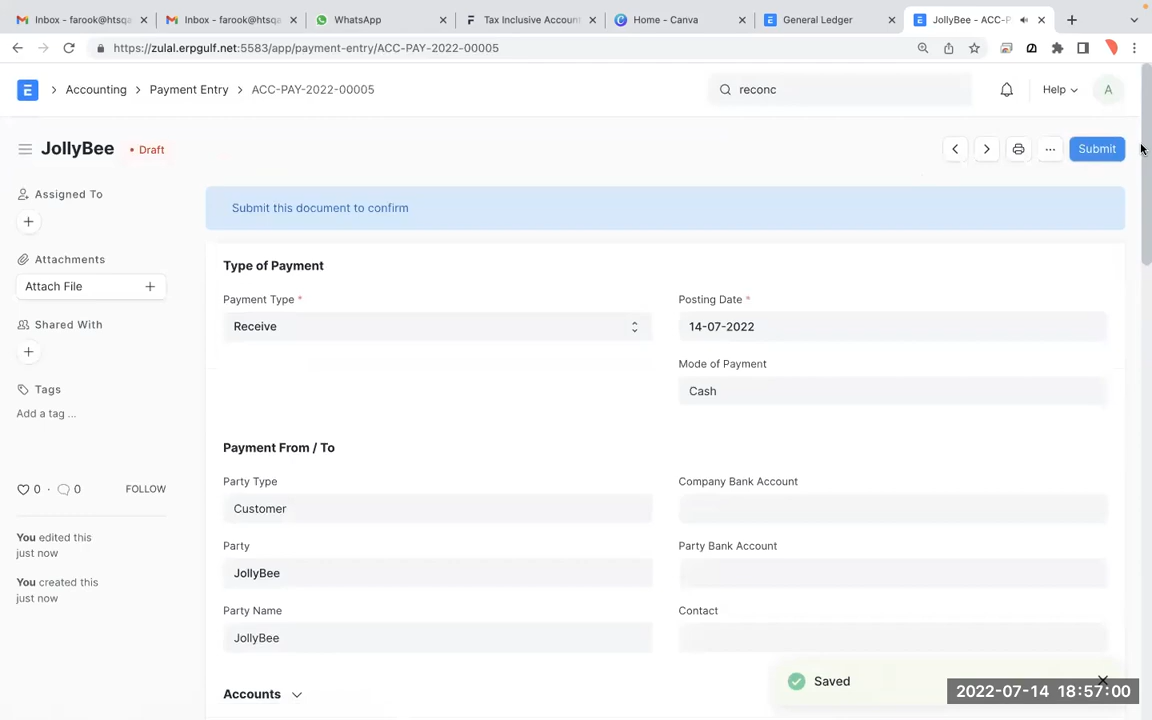 Inbox - farook@htsqa
Inbox - farook@htsqa
WhatsApp
Tax Inclusive Accoun
Home - Canva
General Ledger
JollyBee - ACC-P
https://zulal.erpgulf.net:5583/app/payment-entry/ACC-PAY-2022-00005
E
Accounting
Payment Entry
ACC-PAY-2022-00005
reconc
Help
A
JollyBee
Draft
Submit
Assigned To
Submit this document to confirm
Attachments
Attach File
Shared With
Tags
Add a tag ...
0 · 0
FOLLOW
You edited this
just now
You created this
just now
Type of Payment
Payment Type *
Receive
Posting Date *
14-07-2022
Mode of Payment
Cash
Payment From / To
Party Type
Customer
Company Bank Account
Party
JollyBee
Party Bank Account
Party Name
JollyBee
Contact
Accounts
Saved
2022-07-14 18:57:00